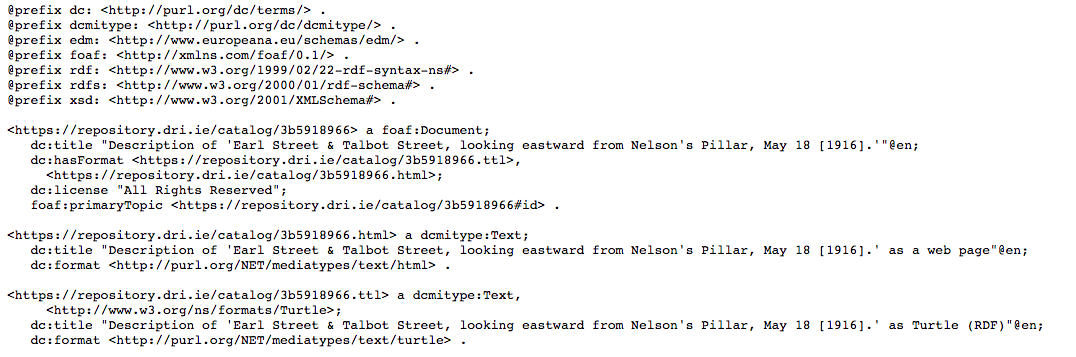 @prefix dc: <http://purl.org/dc/terms/> .
@prefix dcmitype: <http://purl.org/dc/dcmitype/> .
@prefix edm: <http://www.europeana.eu/schemas/edm/> .
@prefix foaf: <http://xmlns.com/foaf/0.1/> .
@prefix rdf: <http://www.w3.org/1999/02/22-rdf-syntax-ns#> .
@prefix rdfs: <http://www.w3.org/2000/01/rdf-schema#> .
@prefix xsd: <http://www.w3.org/2001/XMLSchema#> .

<https://repository.dri.ie/catalog/3b5918966> a foaf:Document;
   dc:title "Description of 'Earl Street & Talbot Street, looking eastward from Nelson's Pillar, May 18 [1916].'"@en;
   dc:hasFormat <https://repository.dri.ie/catalog/3b5918966.ttl>,
     <https://repository.dri.ie/catalog/3b5918966.html>;
   dc:license "All Rights Reserved";
   foaf:primaryTopic <https://repository.dri.ie/catalog/3b5918966#id> .

<https://repository.dri.ie/catalog/3b5918966.html> a dcmitype:Text;
   dc:title "Description of 'Earl Street & Talbot Street, looking eastward from Nelson's Pillar, May 18 [1916].' as a web page"@en;
   dc:format <http://purl.org/NET/mediatypes/text/html> .

<https://repository.dri.ie/catalog/3b5918966.ttl> a dcmitype:Text,
     <http://www.w3.org/ns/formats/Turtle>;
   dc:title "Description of 'Earl Street & Talbot Street, looking eastward from Nelson's Pillar, May 18 [1916].' as Turtle (RDF)"@en;
   dc:format <http://purl.org/NET/mediatypes/text/turtle> .